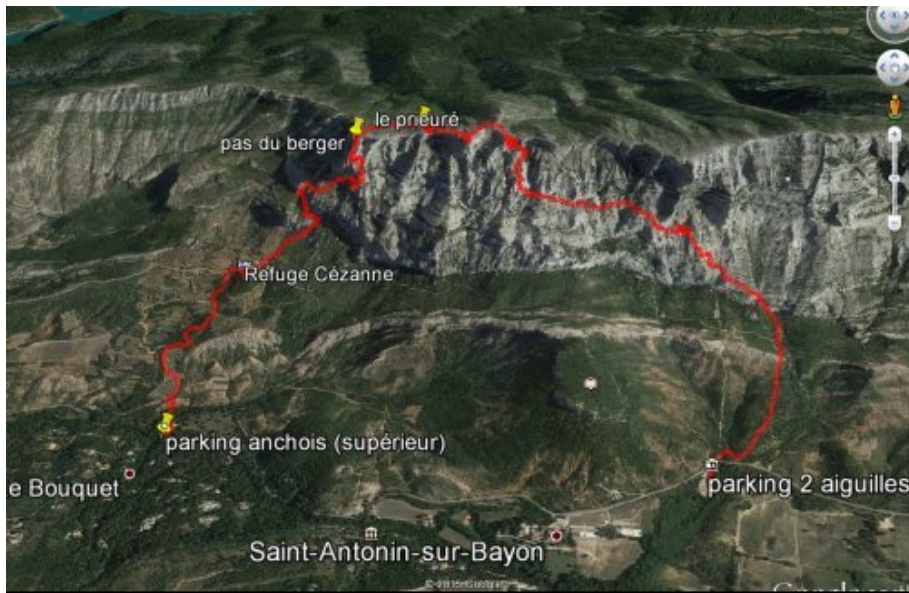 le prieuré
pas du berger
Refuge Cézanne
parking anchois (supérieur)
e Bouquet
parking 2 aiguilles
Saint-Antonin-sur-Bayon